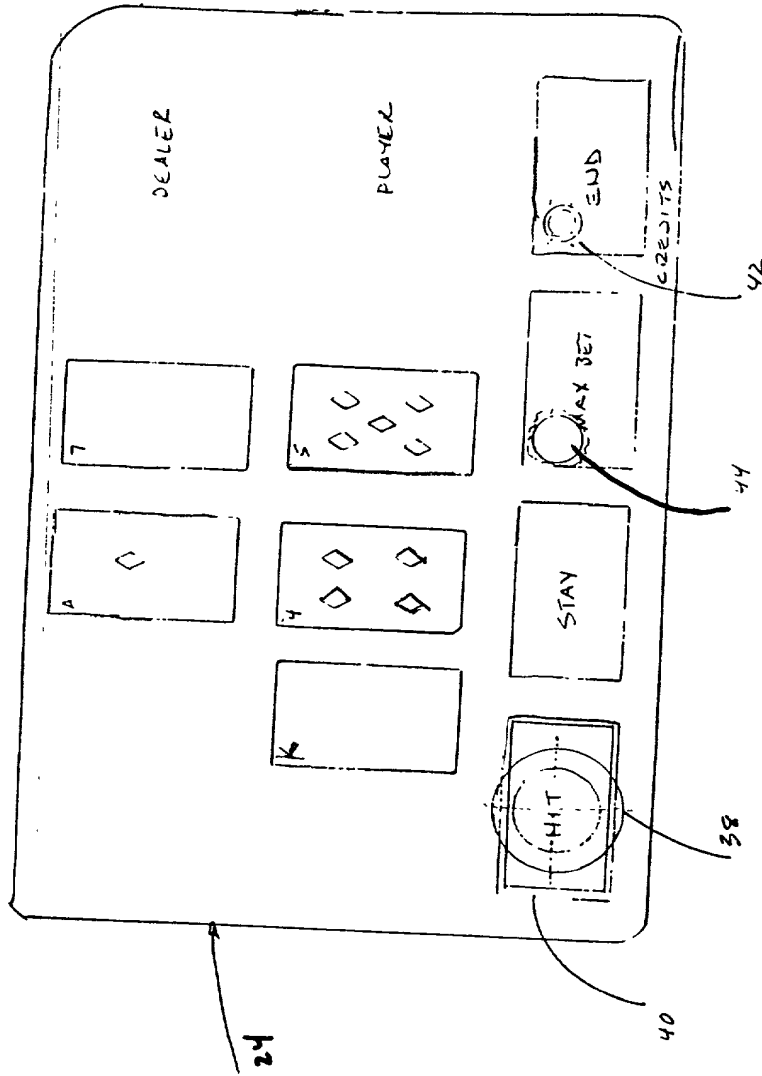 24
A 7 DEALER
K 4 5 PLAYER
HIT STAY MAX BET END
CREDITS
40 38 44 42